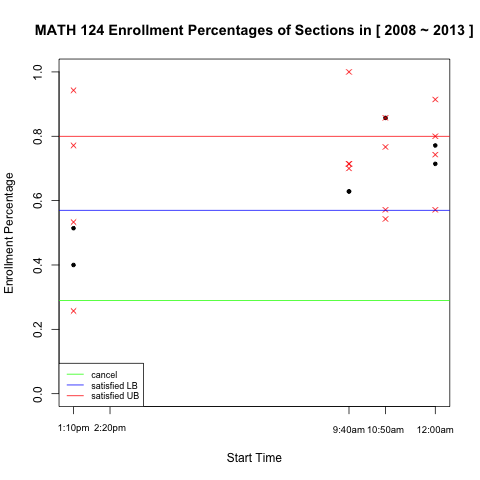 MATH 124 Enrollment Percentages of Sections in [ 2008 ~ 2013 ]
Enrollment Percentage
1.0
0.8
0.6
0.4
0.2
0.0
cancel
satisfied LB
satisfied UB
1:10pm 2:20pm 9:40am 10:50am 12:00am
Start Time